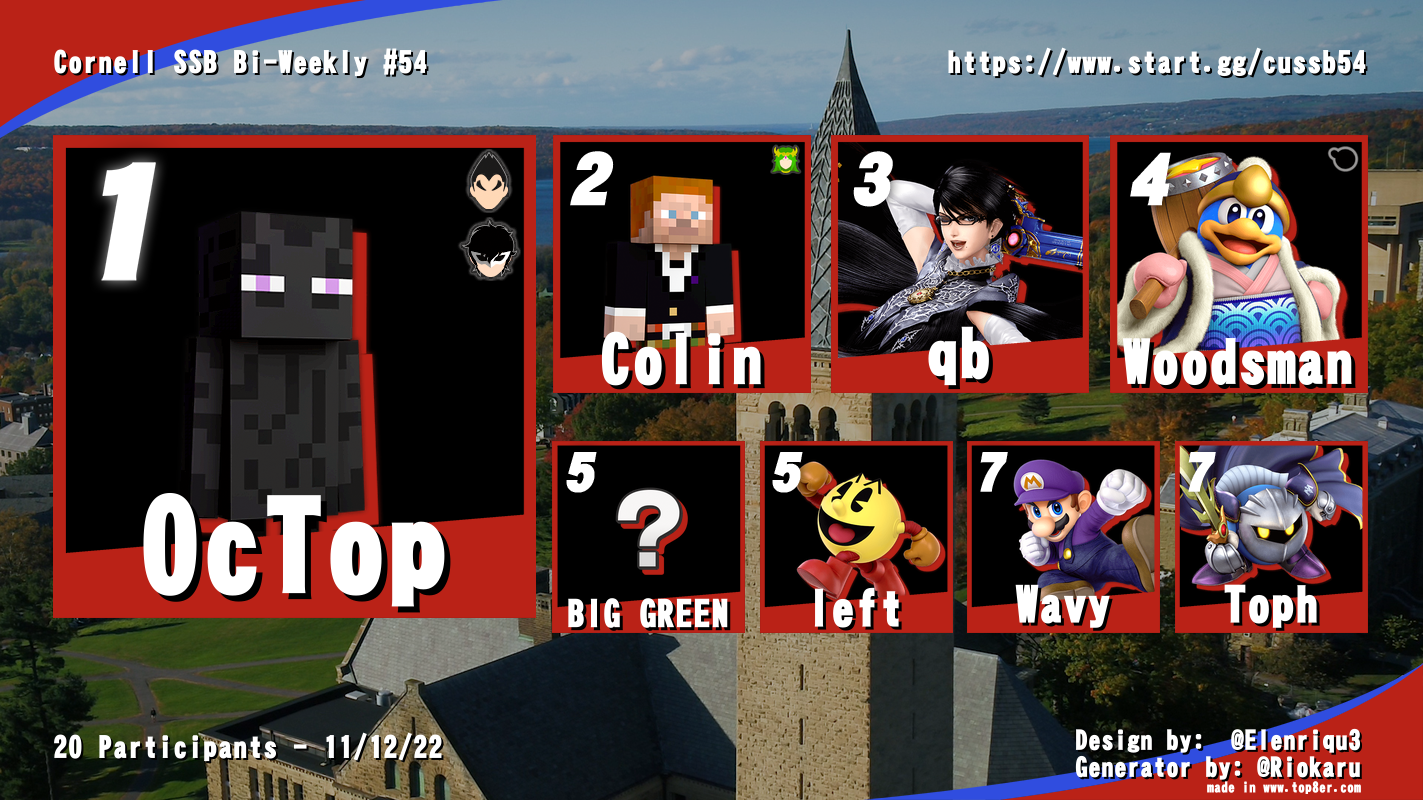 Cornell SSB Bi-Weekly #54
https://www.start.gg/cussb54
1
OcTop
2
Colin
3
qb
4
Woodsman
5
?
BIG GREEN
5
left
7
M
Wavy
7
Toph
20 Participants - 11/12/22
Design by: @Elenriqu3
Generator by: @Riokaru
made in www.top8er.com